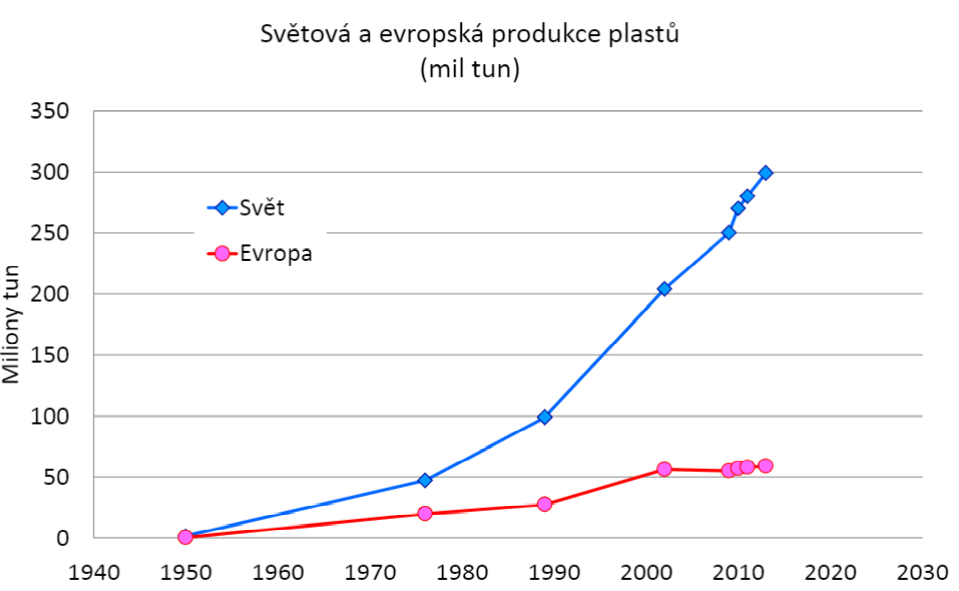 Světová a evropská produkce plastů
(mil tun)
350
300
250
200
150
100
50
0
Miliony tun
Svět
Evropa
1940 1950 1960 1970 1980 1990 2000 2010 2020 2030